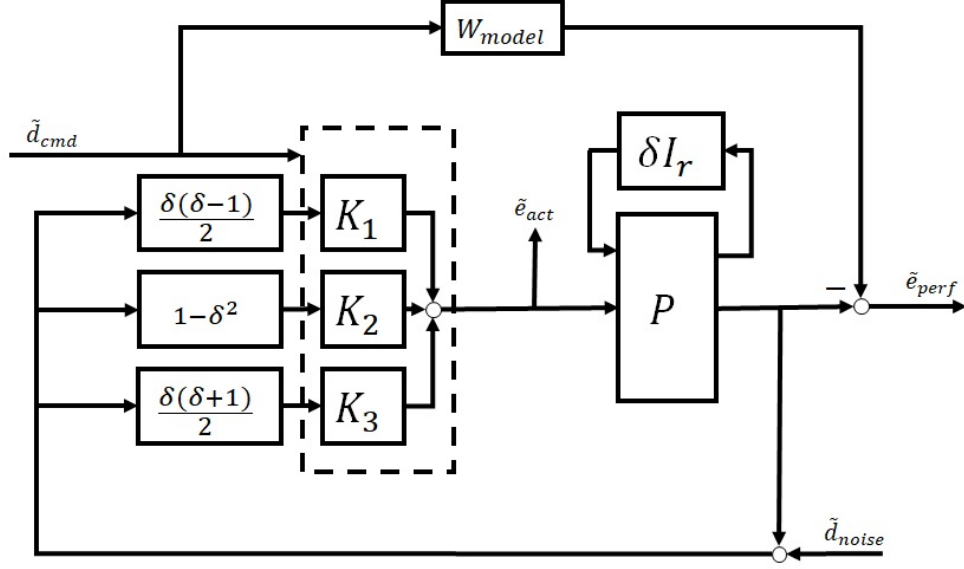 W_model
d̃_cmd
δI_r
δ(δ−1)
2
K_1
ẽ_act
1−δ²
K_2
P
−
ẽ_perf
δ(δ+1)
2
K_3
d̃_noise